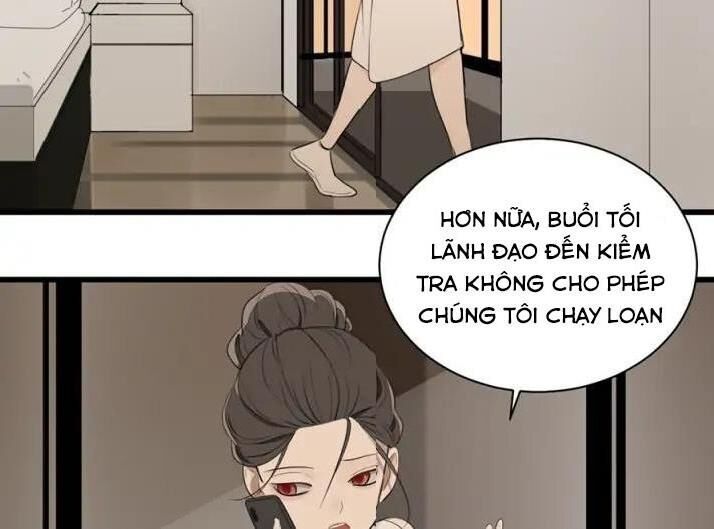 HƠN NỮA, BUỔI TỐI
LÃNH ĐẠO ĐẾN KIỂM
TRA KHÔNG CHO PHÉP
CHÚNG TÔI CHẠY LOẠN